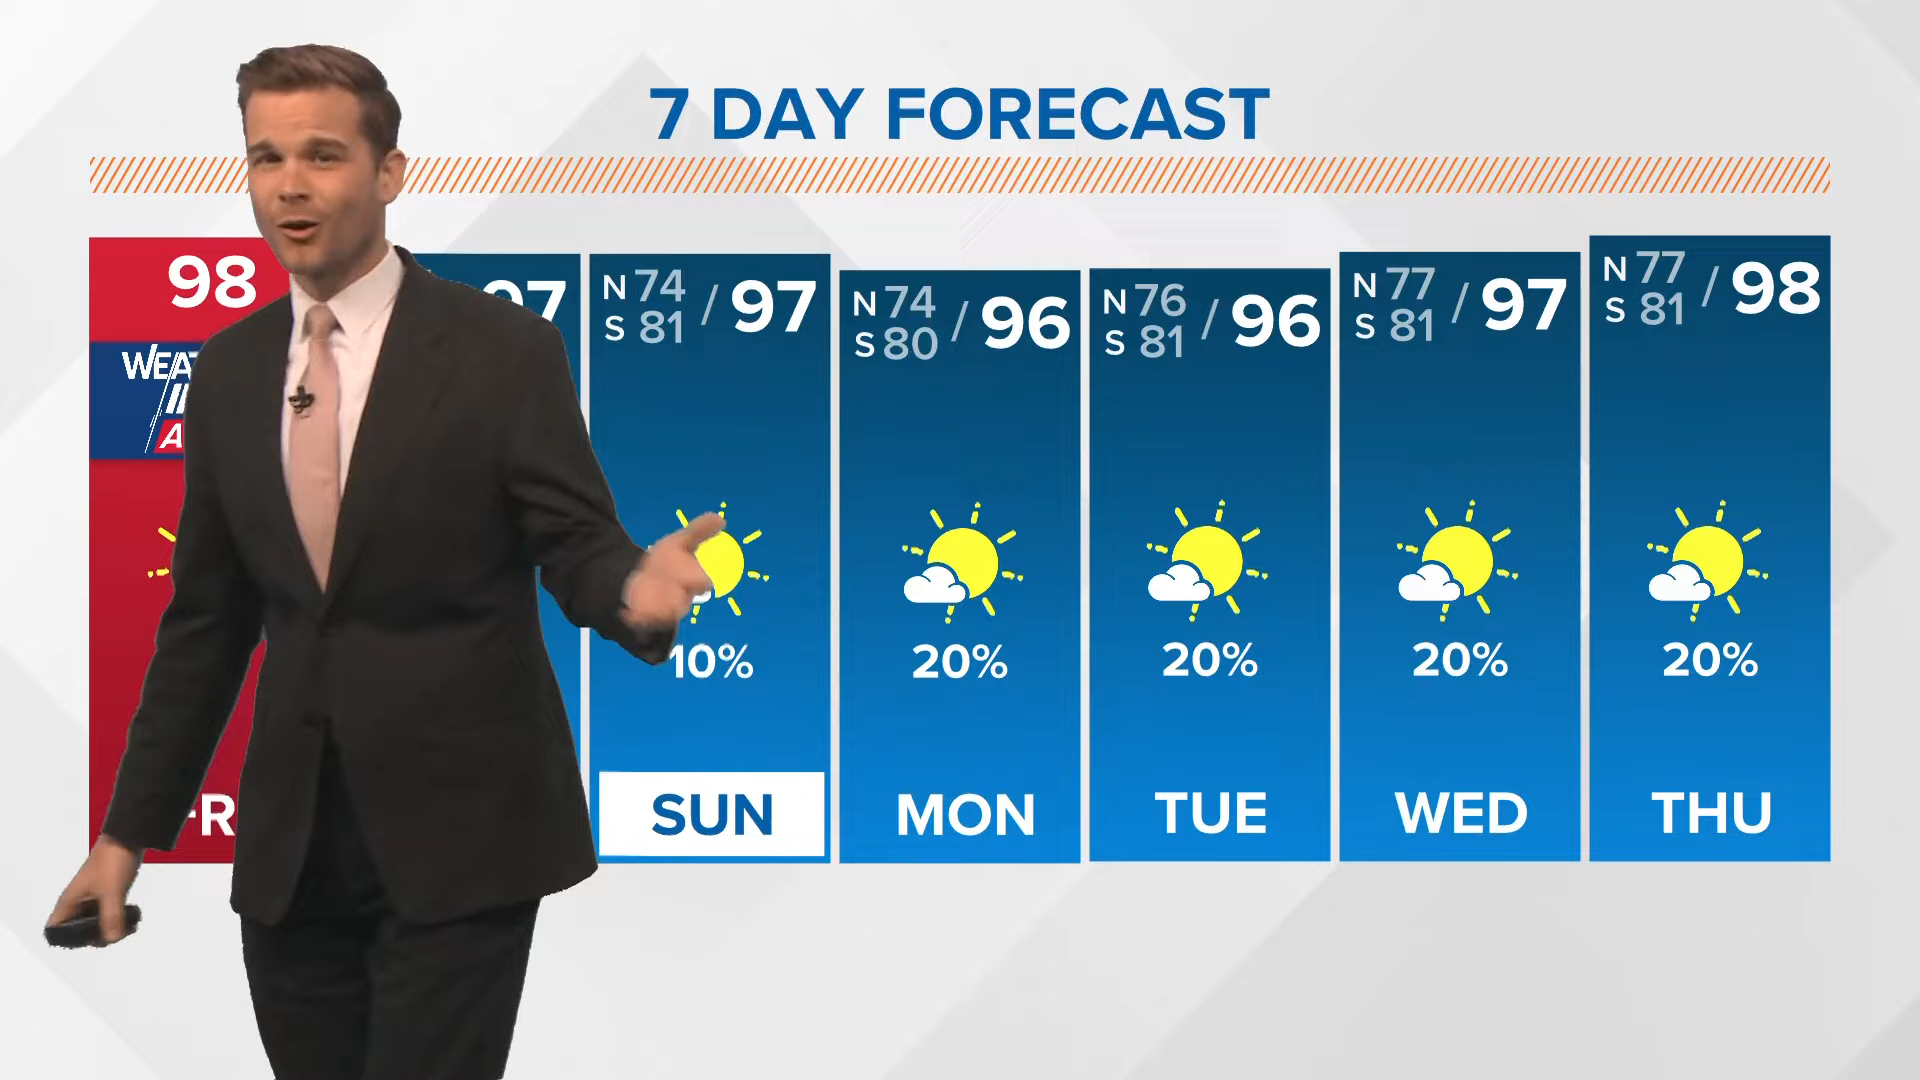 7 DAY FORECAST
98
97
N 74 / 97
S 81
N 74 / 96
S 80
N 76 / 96
S 81
N 77 / 97
S 81
N 77 / 98
S 81
10%
20%
20%
20%
20%
SUN
MON
TUE
WED
THU